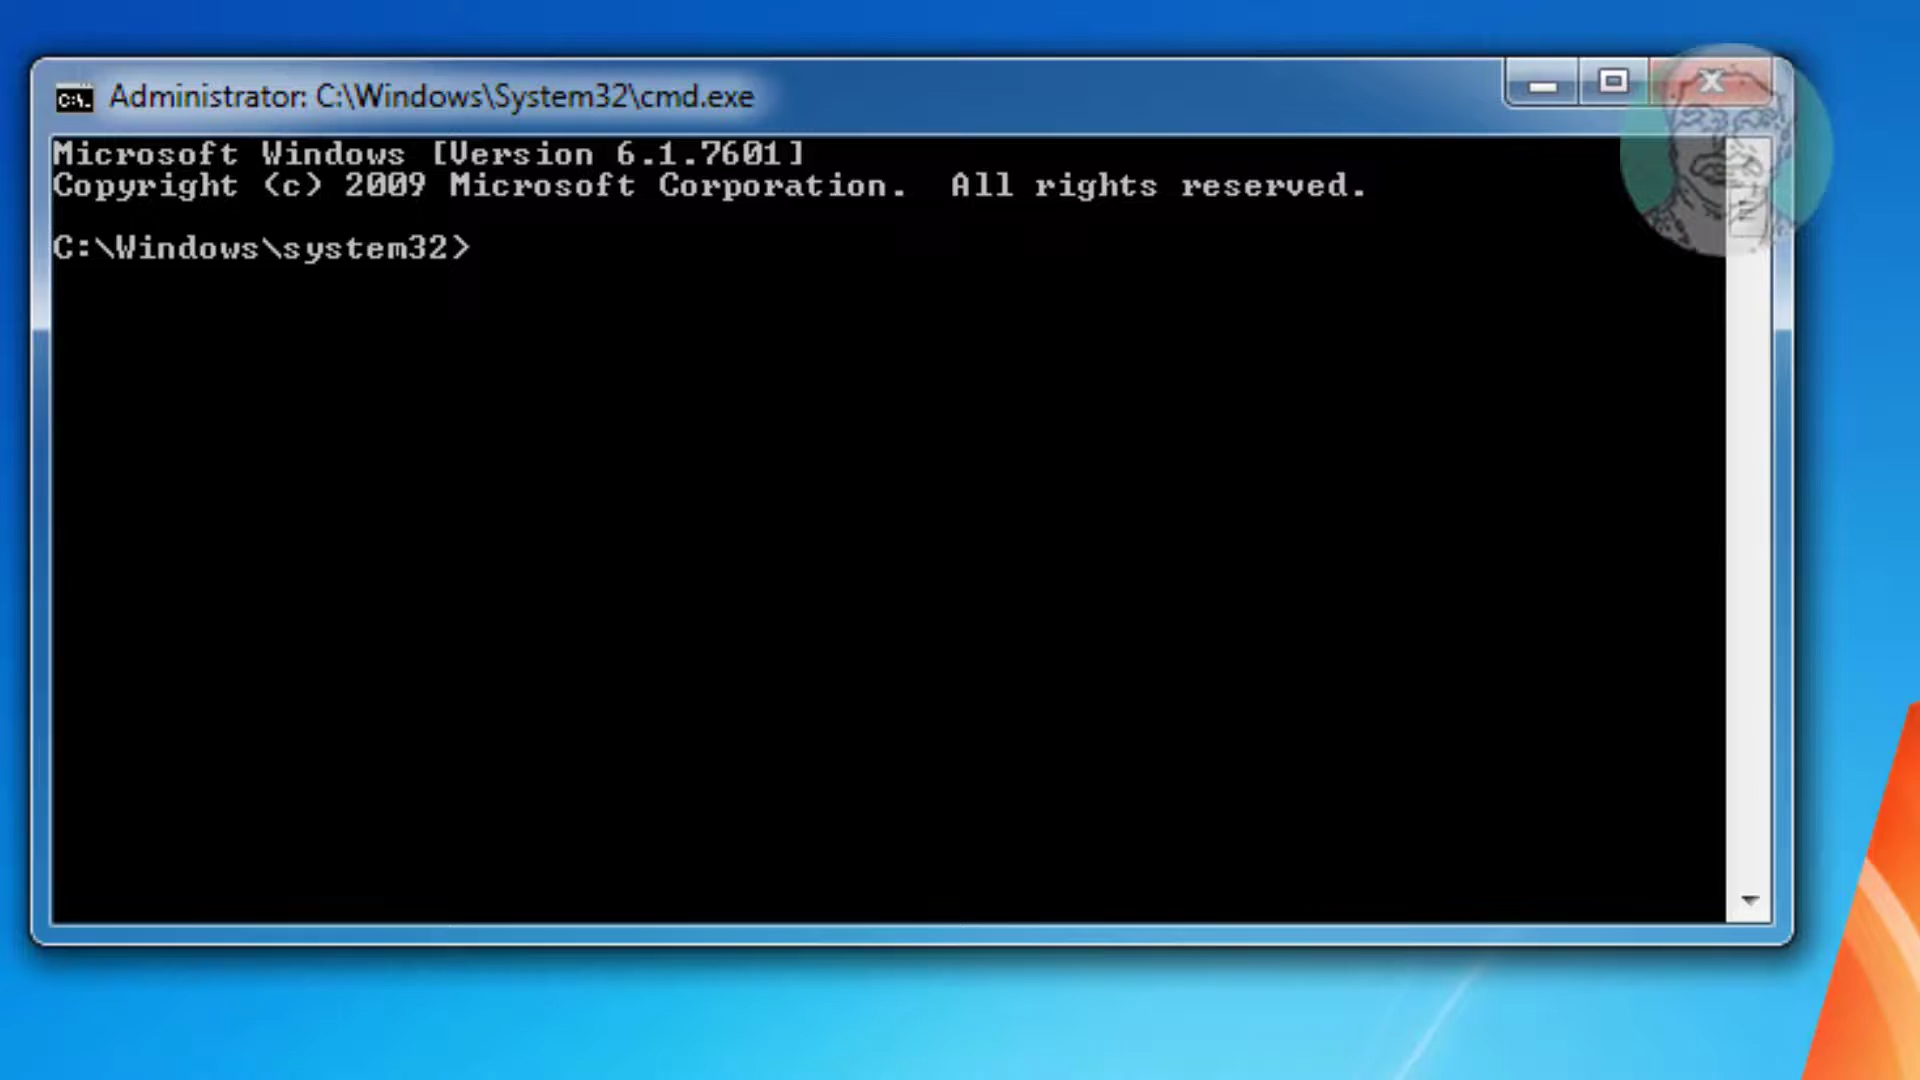 Administrator: C:\Windows\System32\cmd.exe
Microsoft Windows [Version 6.1.7601]
Copyright (c) 2009 Microsoft Corporation.  All rights reserved.
C:\Windows\system32>